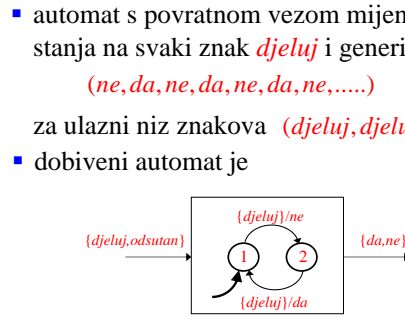 ▪ automat s povratnom vezom mijen
stanja na svaki znak djeluj i generi
(ne, da, ne, da, ne, da, ne,.....)
za ulazni niz znakova (djeluj, djelu
▪ dobiveni automat je
{djeluj}/ne
{djeluj,odsutan} {da,ne}
1 2
{djeluj}/da